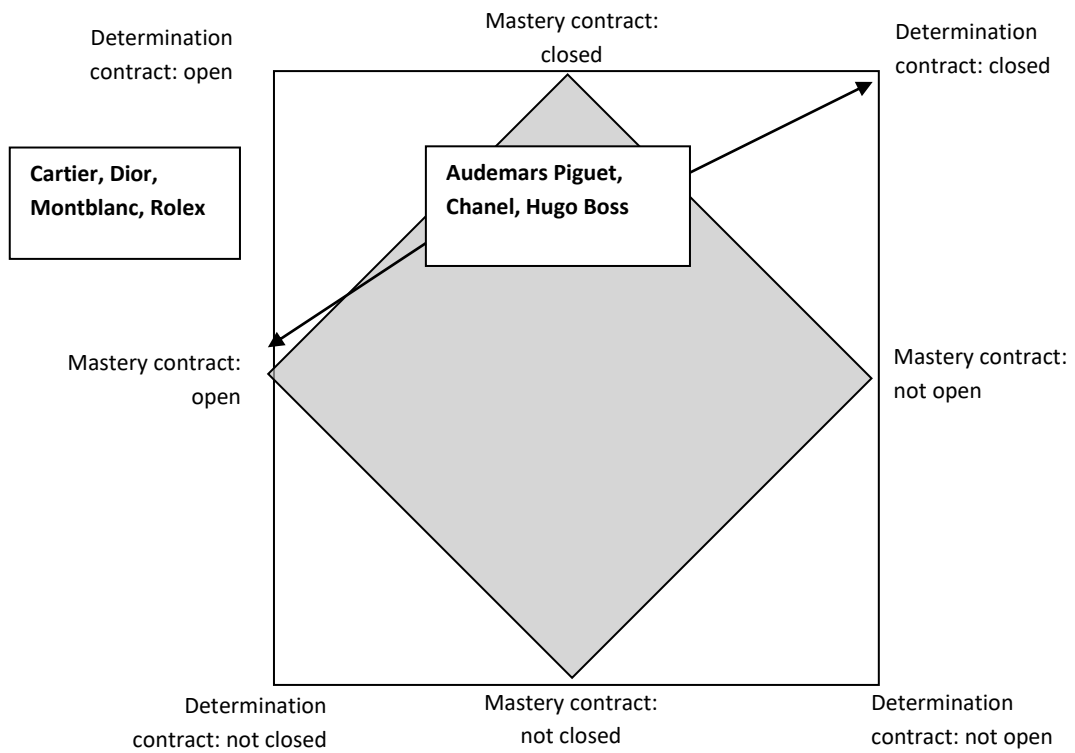 Determination
contract: open
Mastery contract:
closed
Determination
contract: closed
Cartier, Dior,
Montblanc, Rolex
Audemars Piguet,
Chanel, Hugo Boss
Mastery contract:
open
Mastery contract:
not open
Determination
contract: not closed
Mastery contract:
not closed
Determination
contract: not open